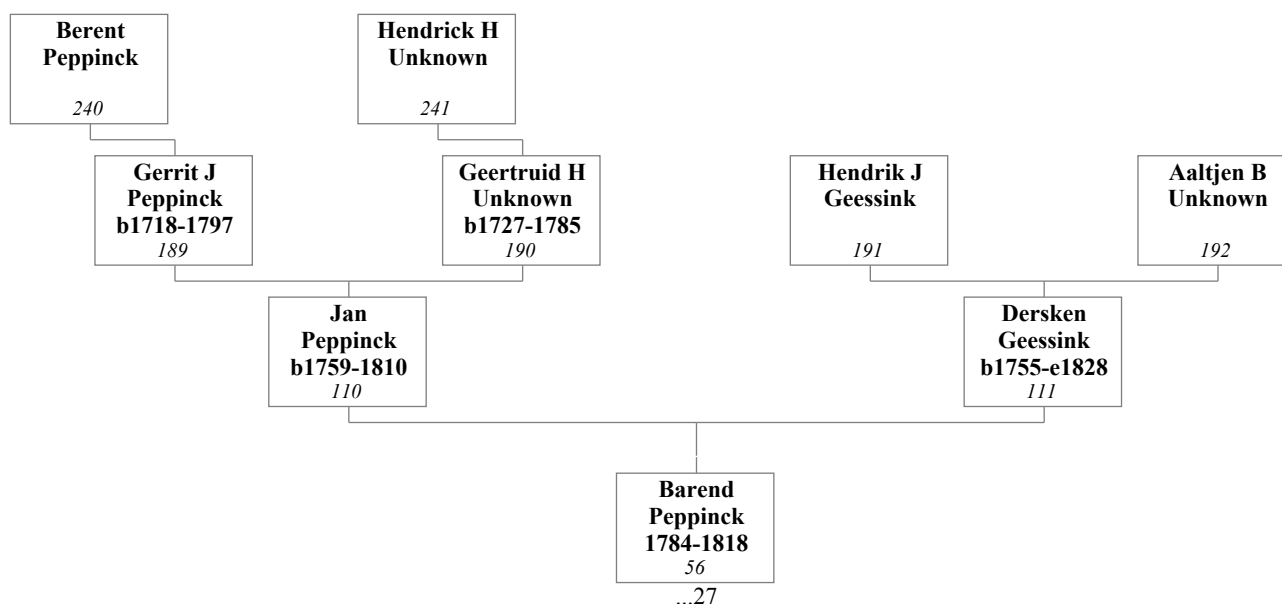 Berent
Peppinck
240
Hendrick H
Unknown
241
Gerrit J
Peppinck
b1718-1797
189
Geertruid H
Unknown
b1727-1785
190
Hendrik J
Geessink
191
Aaltjen B
Unknown
192
Jan
Peppinck
b1759-1810
110
Dersken
Geessink
b1755-e1828
111
Barend
Peppinck
1784-1818
56
...27